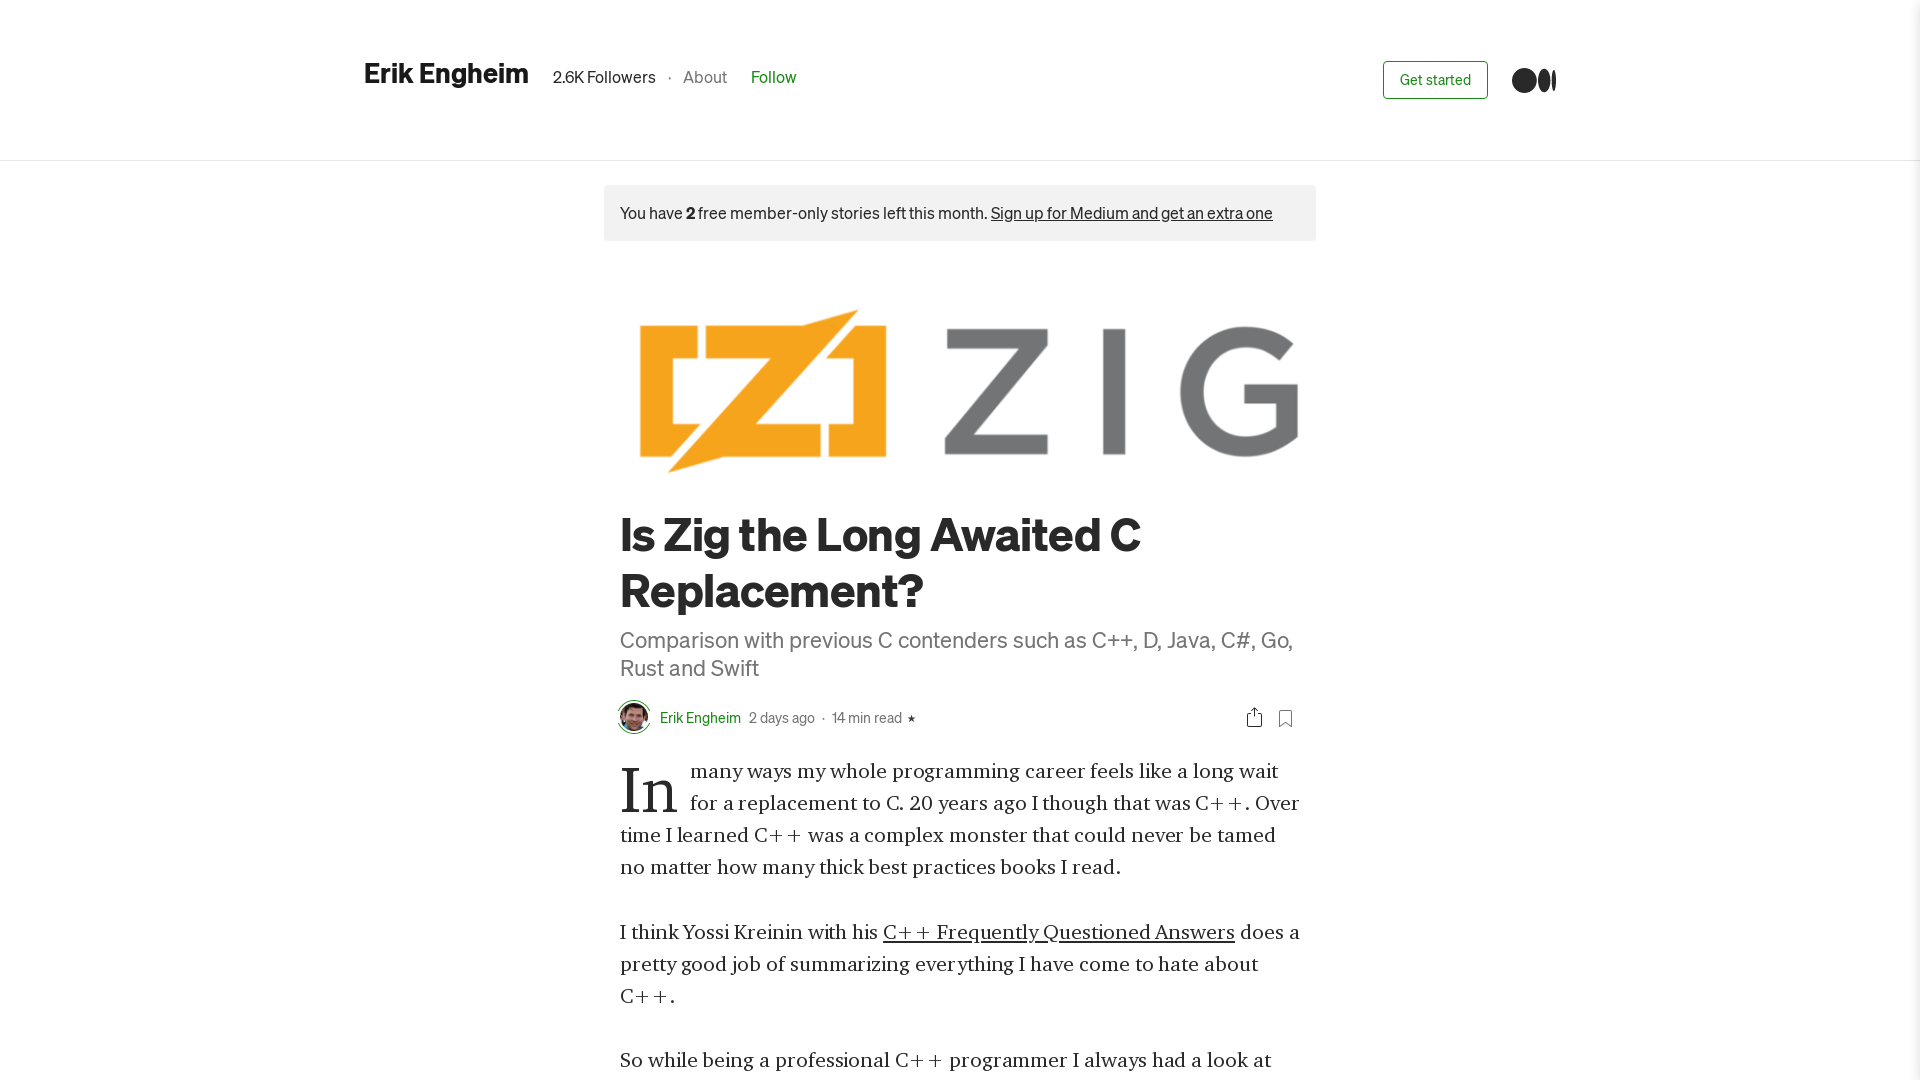 Erik Engheim 2.6K Followers · About Follow Get started
You have 2 free member-only stories left this month. Sign up for Medium and get an extra one
ZIG
Is Zig the Long Awaited C
Replacement?
Comparison with previous C contenders such as C++, D, Java, C#, Go,
Rust and Swift
Erik Engheim 2 days ago · 14 min read ★
In many ways my whole programming career feels like a long wait
for a replacement to C. 20 years ago I though that was C++. Over
time I learned C++ was a complex monster that could never be tamed
no matter how many thick best practices books I read.
I think Yossi Kreinin with his C++ Frequently Questioned Answers does a
pretty good job of summarizing everything I have come to hate about
C++.
So while being a professional C++ programmer I always had a look at